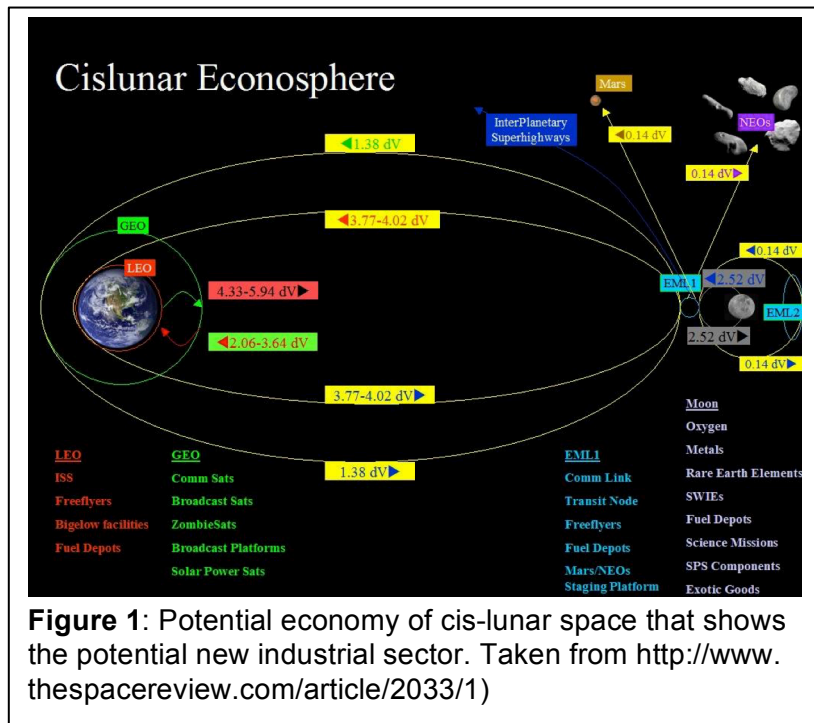 Cislunar Econosphere
Mars
InterPlanetary
Superhighways
NEOs
◀1.38 dV
◀0.14 dV
0.14 dV▶
GEO
◀3.77-4.02 dV
◀0.14 dV
LEO
EML1
◀2.52 dV
4.33-5.94 dV▶
EML2
◀2.06-3.64 dV
2.52 dV▶
0.14 dV▶
3.77-4.02 dV▶
1.38 dV▶
LEO
ISS
Freeflyers
Bigelow facilities
Fuel Depots
GEO
Comm Sats
Broadcast Sats
ZombieSats
Broadcast Platforms
Solar Power Sats
EML1
Comm Link
Transit Node
Freeflyers
Fuel Depots
Mars/NEOs
Staging Platform
Moon
Oxygen
Metals
Rare Earth Elements
SWIEs
Fuel Depots
Science Missions
SPS Components
Exotic Goods
Figure 1: Potential economy of cis-lunar space that shows
the potential new industrial sector. Taken from http://www.
thespacereview.com/article/2033/1)